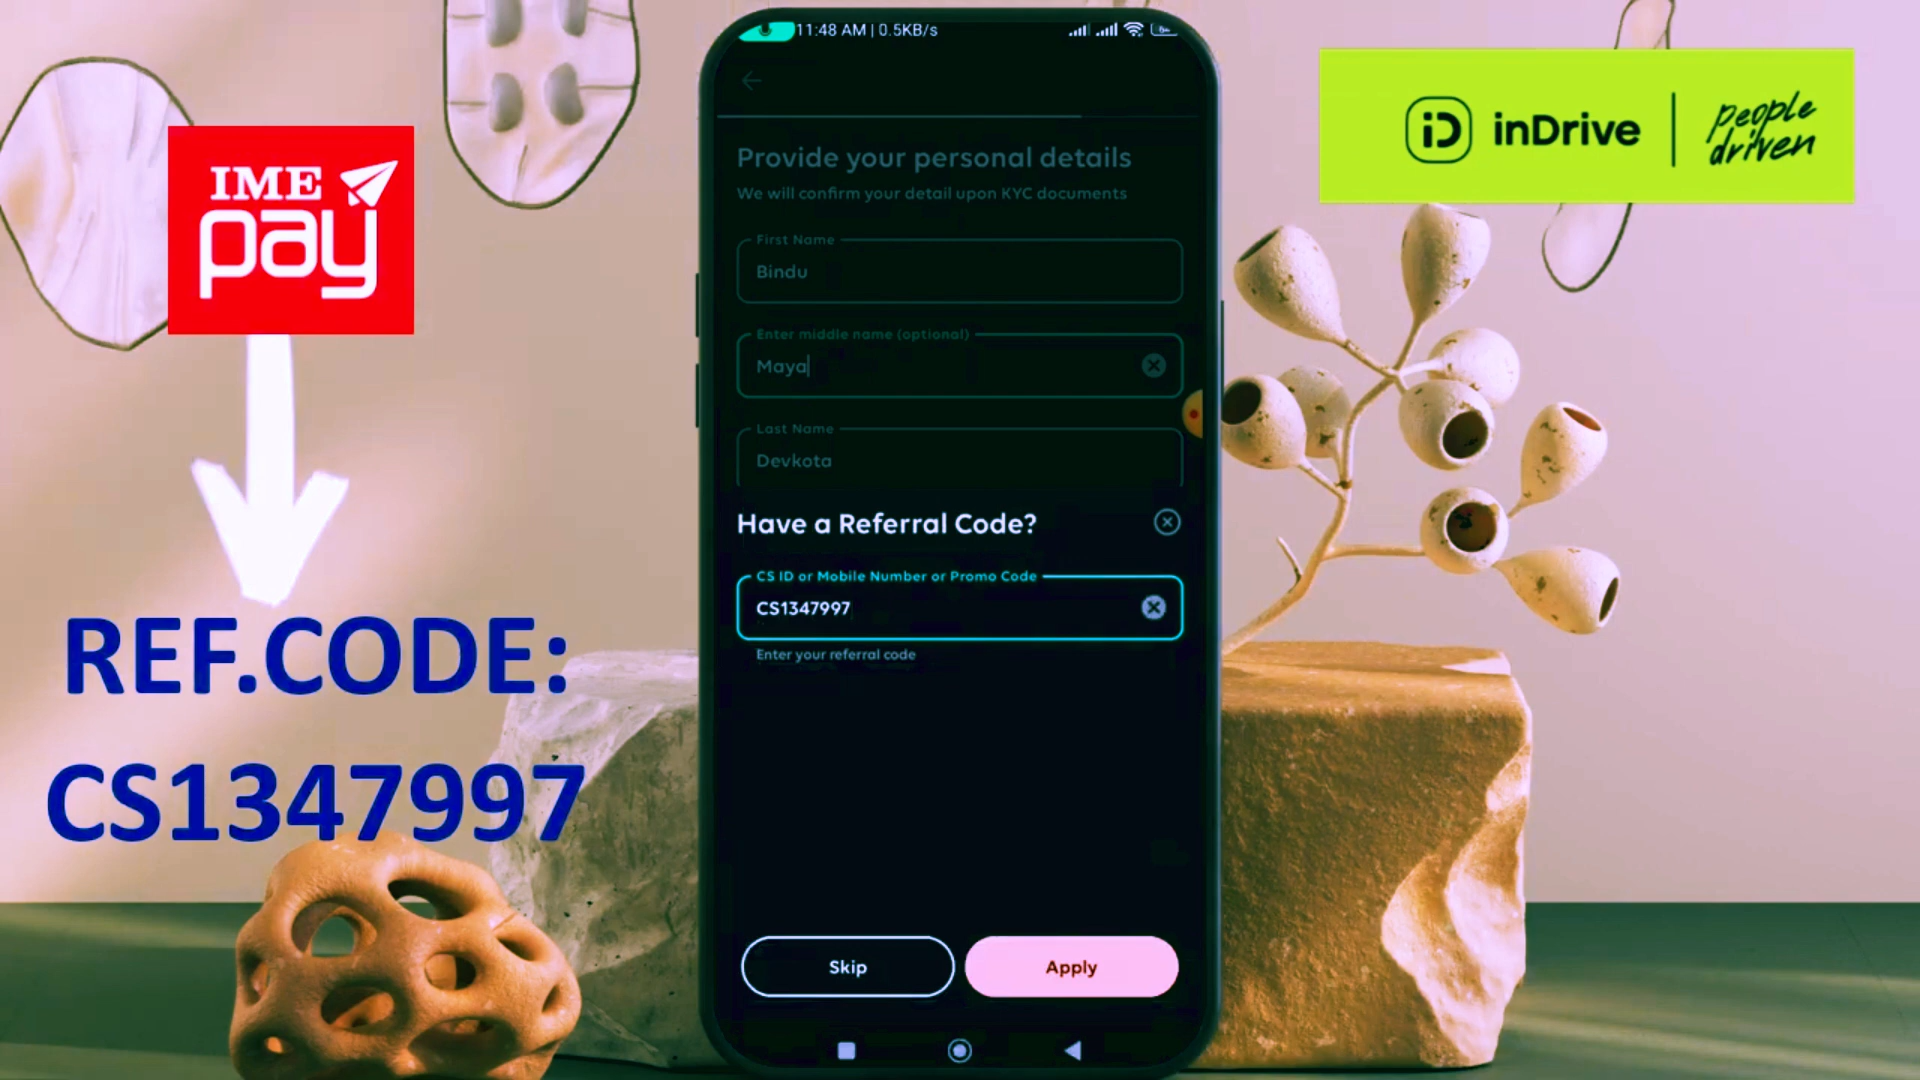 IME
pay
REF.CODE:
CS1347997
11:48 AM | 0.5KB/s
Provide your personal details
We will confirm your detail upon KYC documents
First Name
Bindu
Enter middle name (optional)
Maya
Last Name
Devkota
Have a Referral Code?
CS ID or Mobile Number or Promo Code
CS1347997
Enter your referral code
Skip
Apply
iD inDrive
people
driven